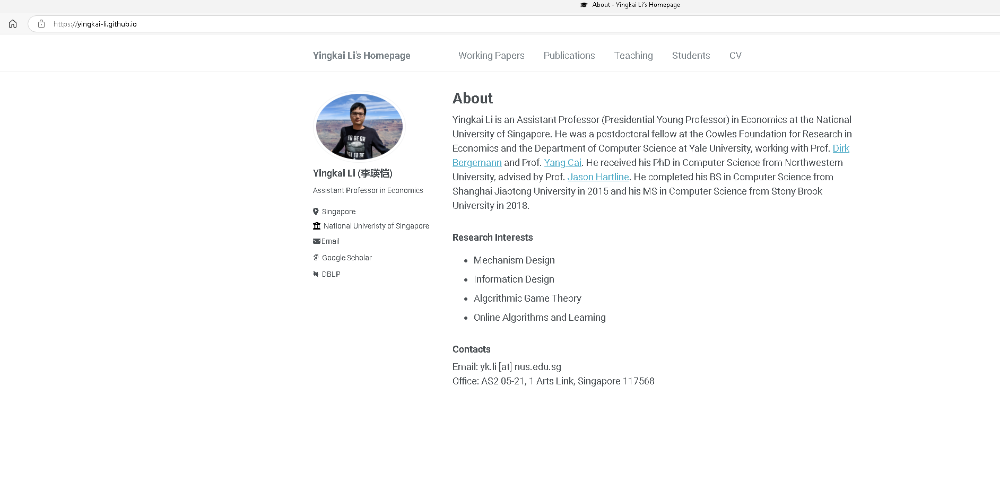 About - Yingkai Li's Homepage
https://yingkai-li.github.io
Yingkai Li's Homepage
Working Papers
Publications
Teaching
Students
CV
TO BE OR
NOT TO BE
Yingkai Li (李瑛恺)
Assistant Professor in Economics
Singapore
National Univeristy of Singapore
Email
Google Scholar
DBLP
About
Yingkai Li is an Assistant Professor (Presidential Young Professor) in Economics at the National
University of Singapore. He was a postdoctoral fellow at the Cowles Foundation for Research in
Economics and the Department of Computer Science at Yale University, working with Prof. Dirk
Bergemann and Prof. Yang Cai. He received his PhD in Computer Science from Northwestern
University, advised by Prof. Jason Hartline. He completed his BS in Computer Science from
Shanghai Jiaotong University in 2015 and his MS in Computer Science from Stony Brook
University in 2018.
Research Interests
• Mechanism Design
• Information Design
• Algorithmic Game Theory
• Online Algorithms and Learning
Contacts
Email: yk.li [at] nus.edu.sg
Office: AS2 05-21, 1 Arts Link, Singapore 117568